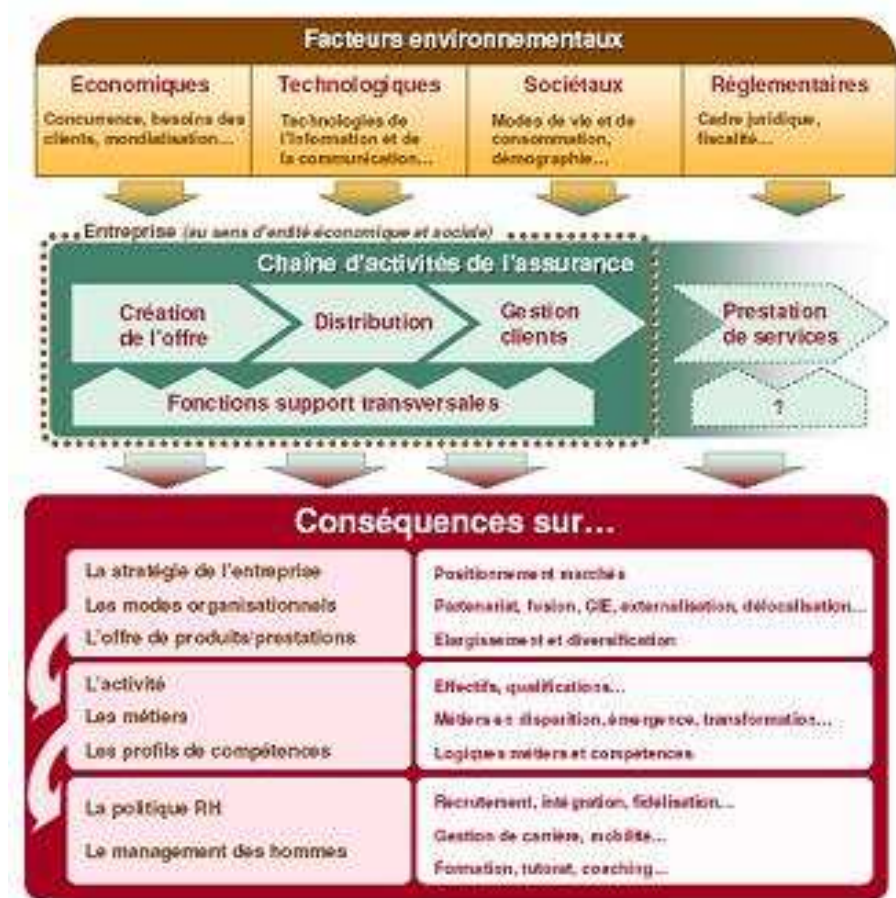 Facteurs environnementaux
Economiques
Concurrence, besoins des
clients, mondialisation...
Technologiques
Technologies de
l'Information et de
la communication...
Sociétaux
Modes de vie et de
consommation,
démographie...
Réglementaires
Cadre juridique,
fiscalité...
Entreprise (au sens d'entité économique et sociale)
Chaîne d'activités de l'assurance
Création
de l'offre
Distribution
Gestion
clients
Prestation
de services
Fonctions support transversales
?
Conséquences sur...
La stratégie de l'entreprise
Positionnement marchés
Les modes organisationnels
Partenariat, fusion, GIE, externalisation, délocalisation...
L'offre de produits/prestations
Elargissement et diversification
L'activité
Effectifs, qualifications...
Les métiers
Métiers en disparition, émergence, transformation...
Les profils de compétences
Logiques métiers et compétences
La politique RH
Recrutement, intégration, fidélisation...
Le management des hommes
Gestion de carrière, mobilité...
Formation, tutorat, coaching...